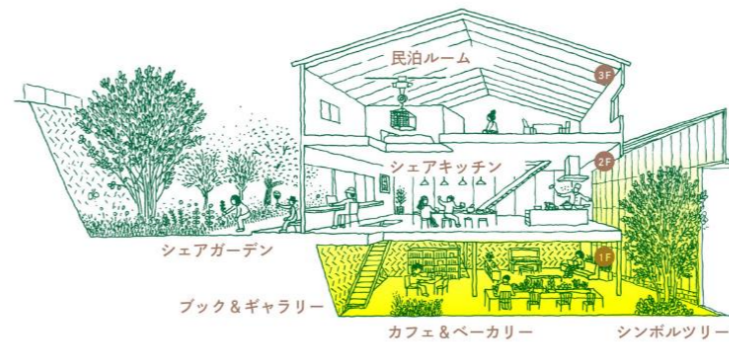 民泊ルーム
3F
シェアキッチン
2F
シェアガーデン
1F
ブック＆ギャラリー
カフェ＆ベーカリー
シンボルツリー